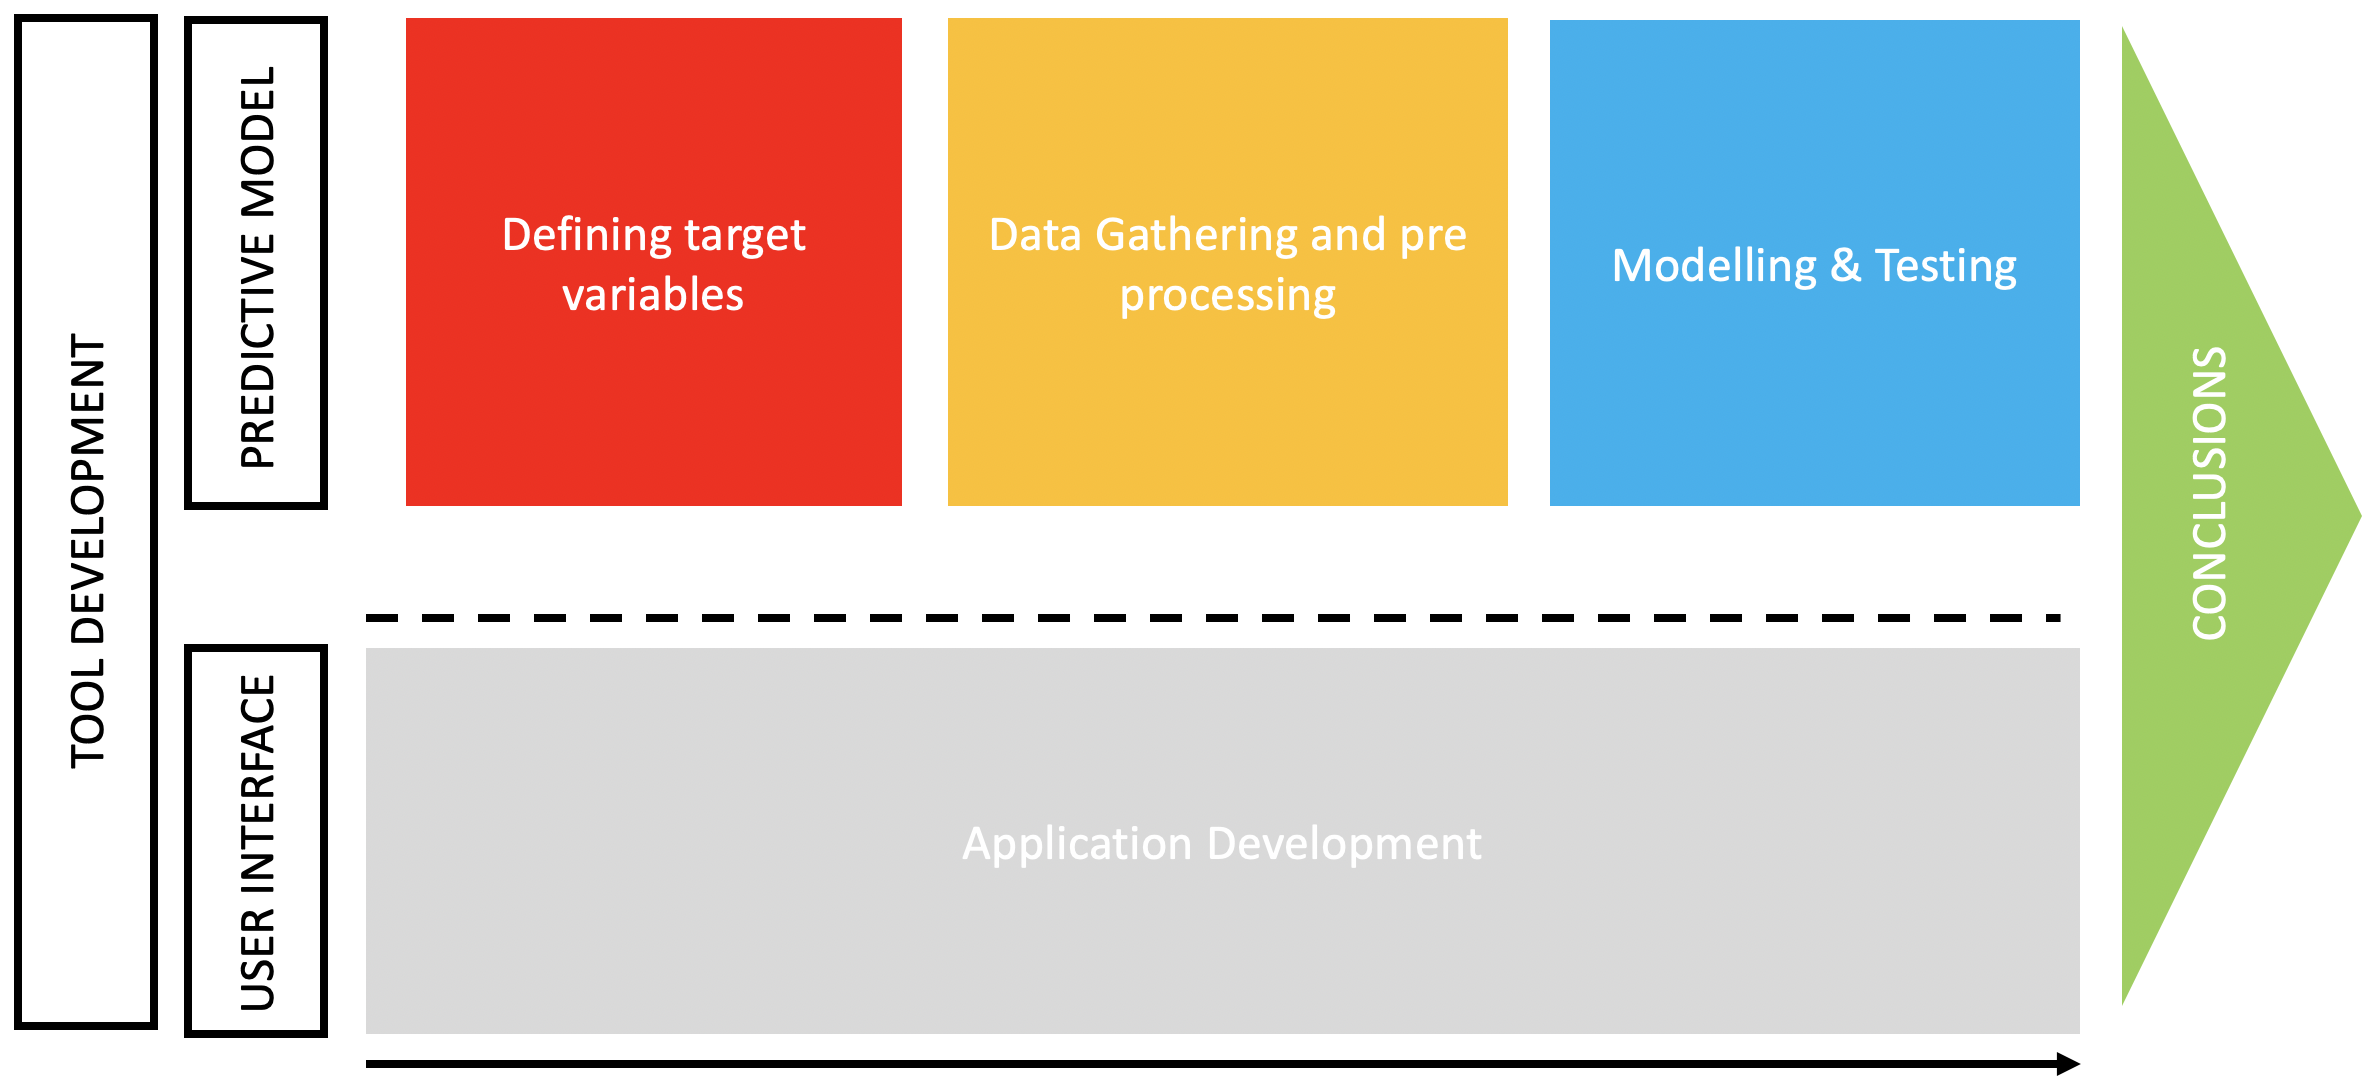 TOOL DEVELOPMENT
PREDICTIVE MODEL
Defining target
variables
Data Gathering and pre
processing
Modelling & Testing
USER INTERFACE
Application Development
CONCLUSIONS